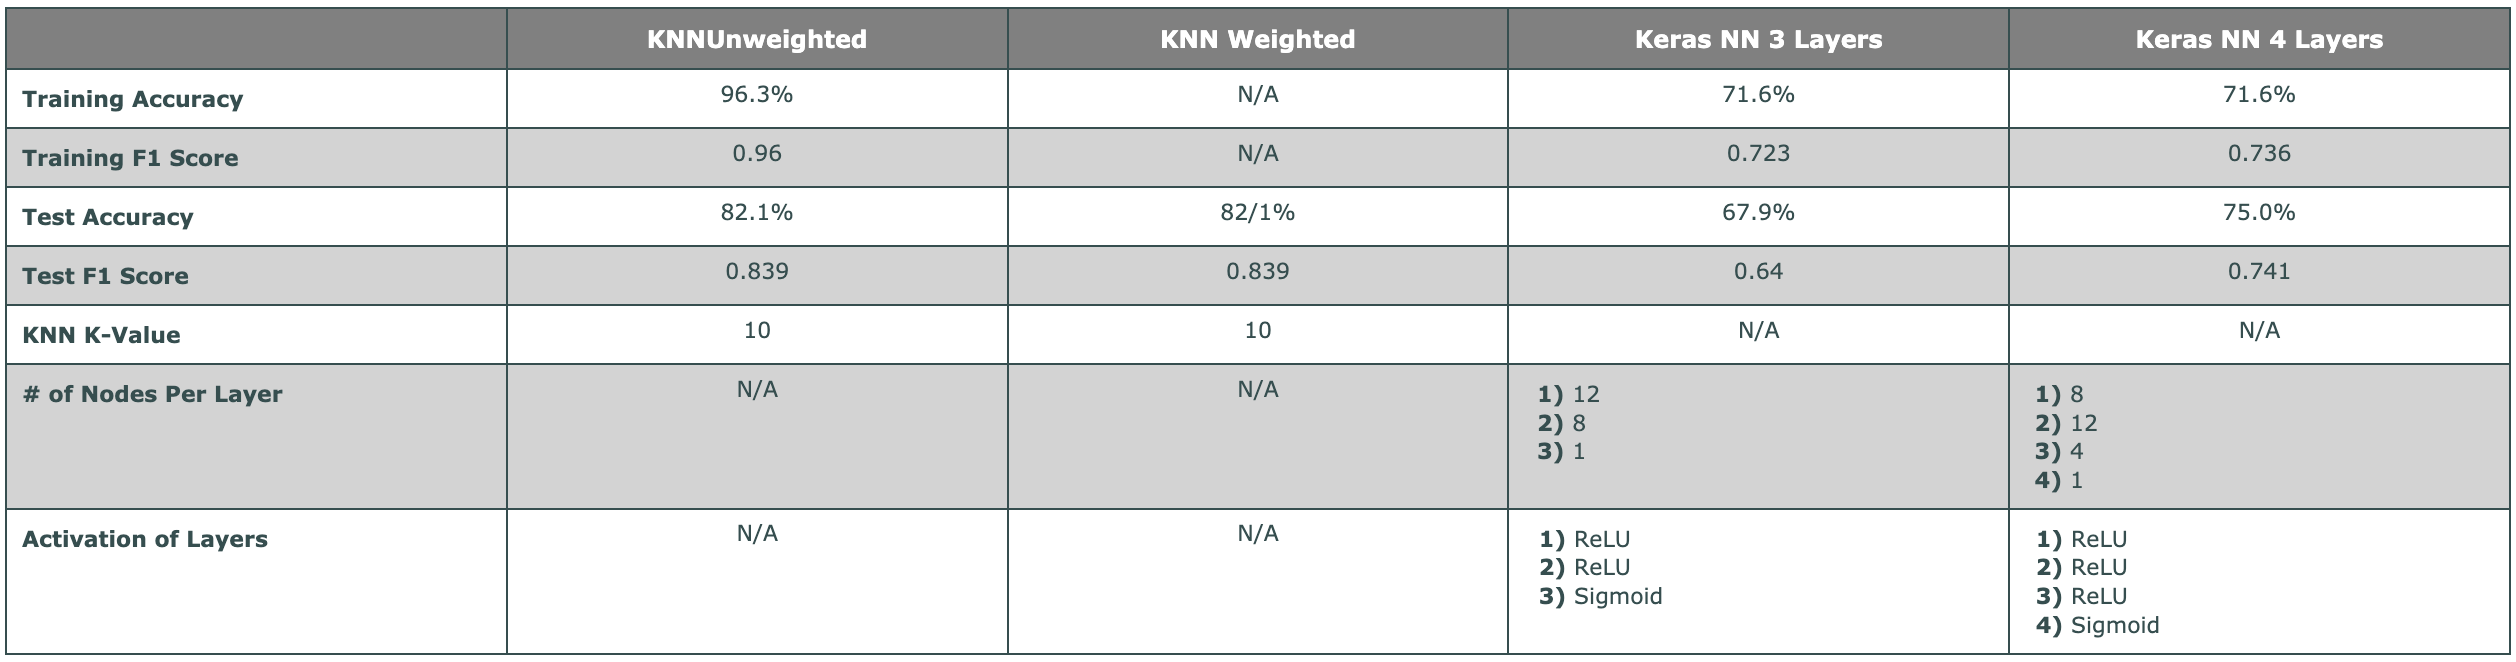 KNNUnweighted KNN Weighted Keras NN 3 Layers Keras NN 4 Layers
Training Accuracy 96.3% N/A 71.6% 71.6%
Training F1 Score 0.96 N/A 0.723 0.736
Test Accuracy 82.1% 82/1% 67.9% 75.0%
Test F1 Score 0.839 0.839 0.64 0.741
KNN K-Value 10 10 N/A N/A
# of Nodes Per Layer N/A N/A 1) 12 1) 8
2) 8 2) 12
3) 1 3) 4
4) 1
Activation of Layers N/A N/A 1) ReLU 1) ReLU
2) ReLU 2) ReLU
3) Sigmoid 3) ReLU
4) Sigmoid